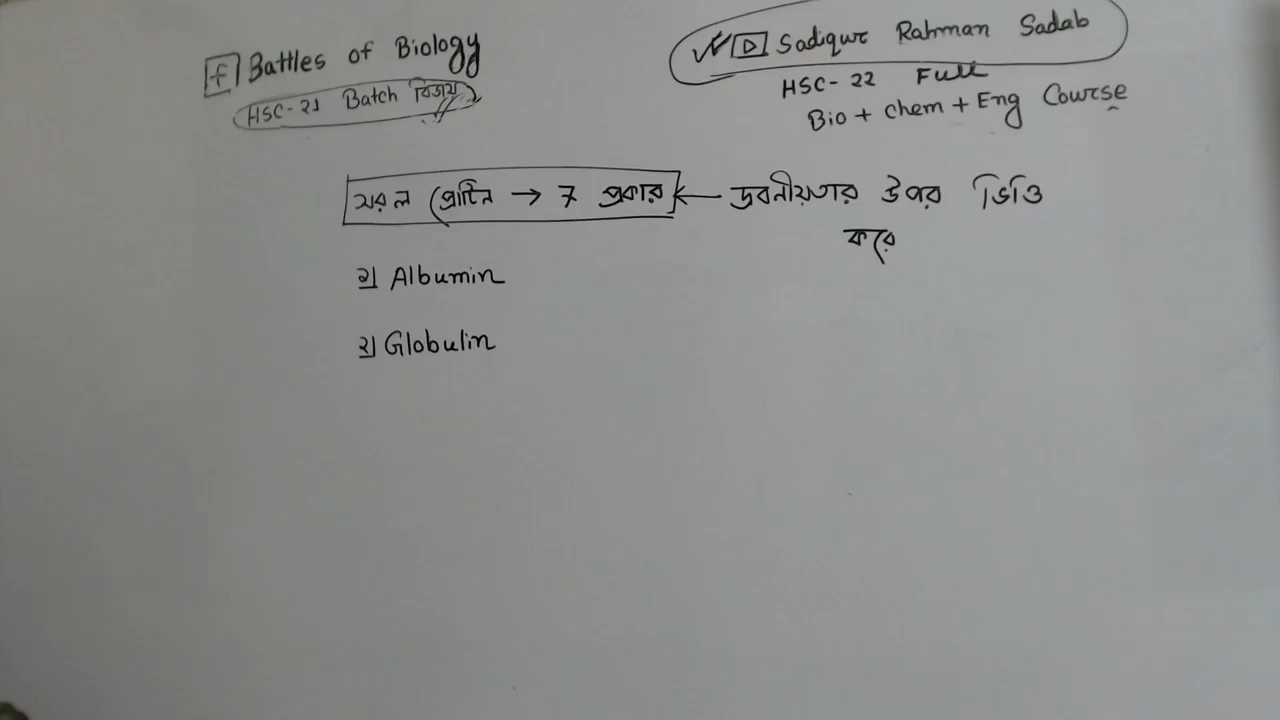 f Battles of Biology
HSC-21 Batch বিজয়
Sadiqur Rahman Sadab
HSC-22 Full
Bio + chem + Eng Course
সরল প্রোটিন → 7 প্রকার ← দ্রবনীয়তার উপর ভিত্তি
করে
১। Albumin
২। Globulin